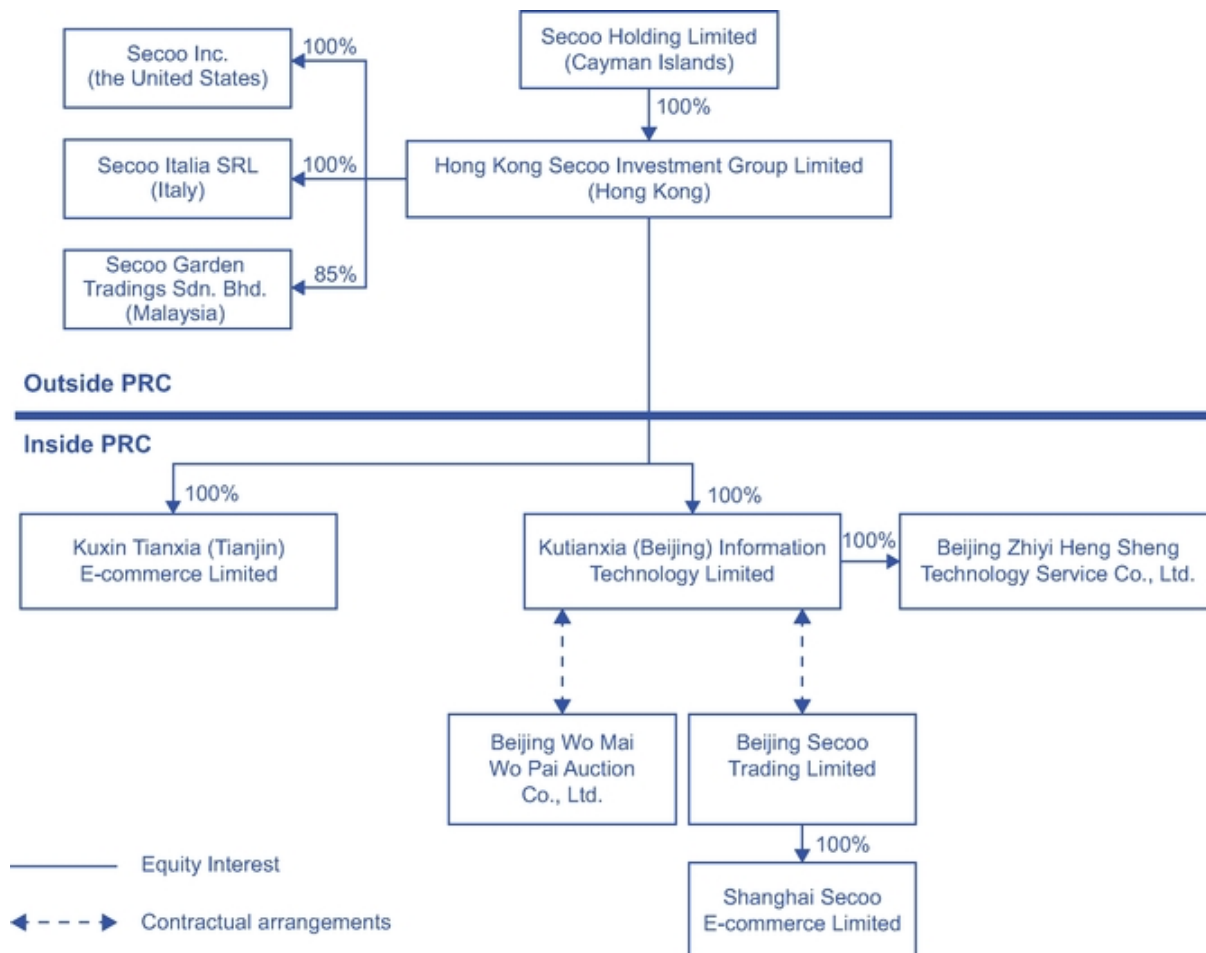 Secoo Holding Limited
(Cayman Islands)
100%
Secoo Inc.
(the United States)
100%
Hong Kong Secoo Investment Group Limited
(Hong Kong)
Secoo Italia SRL
(Italy)
100%
Secoo Garden
Tradings Sdn. Bhd.
(Malaysia)
85%
Outside PRC
Inside PRC
100%
100%
Kuxin Tianxia (Tianjin)
E-commerce Limited
Kutianxia (Beijing) Information
Technology Limited
100%
Beijing Zhiyi Heng Sheng
Technology Service Co., Ltd.
Beijing Wo Mai
Wo Pai Auction
Co., Ltd.
Beijing Secoo
Trading Limited
100%
Shanghai Secoo
E-commerce Limited
Equity Interest
Contractual arrangements